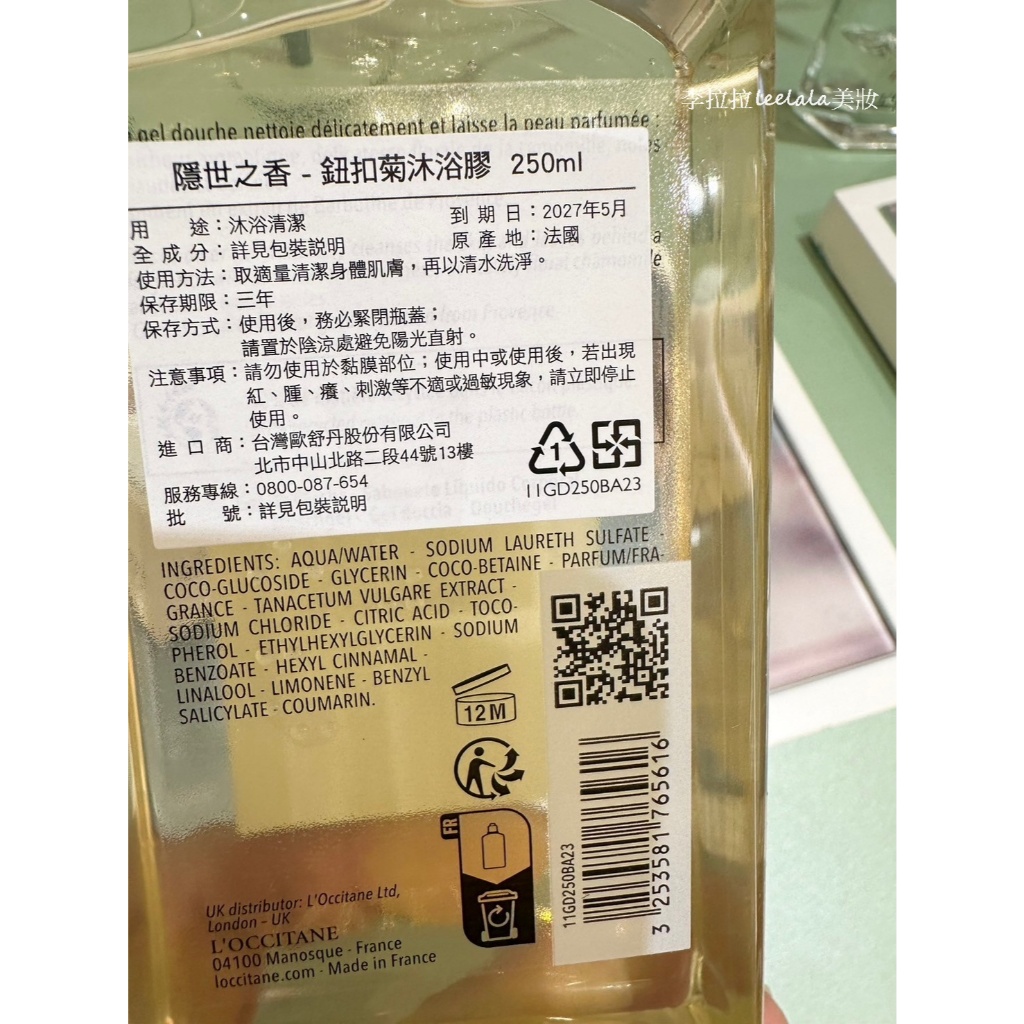 李拉拉leelala美妝
gel douche nettoie délicatement et laisse la peau parfumée :
隱世之香 - 鈕扣菊沐浴膠 250ml
用 途：沐浴清潔 到 期 日：2027年5月
全 成 分：詳見包裝説明 原 產 地：法國
使用方法：取適量清潔身體肌膚，再以清水洗淨。
保存期限：三年
保存方式：使用後，務必緊閉瓶蓋；
請置於陰涼處避免陽光直射。
注意事項：請勿使用於黏膜部位；使用中或使用後，若出現
紅、腫、癢、刺激等不適或過敏現象，請立即停止
使用。
進 口 商：台灣歐舒丹股份有限公司
北市中山北路二段44號13樓
服務專線：0800-087-654
批 號：詳見包裝説明
1
11GD250BA23
INGREDIENTS: AQUA/WATER - SODIUM LAURETH SULFATE -
COCO-GLUCOSIDE - GLYCERIN - COCO-BETAINE - PARFUM/FRA-
GRANCE - TANACETUM VULGARE EXTRACT -
SODIUM CHLORIDE - CITRIC ACID - TOCO-
PHEROL - ETHYLHEXYLGLYCERIN - SODIUM
BENZOATE - HEXYL CINNAMAL -
LINALOOL - LIMONENE - BENZYL
SALICYLATE - COUMARIN.
12M
FR
11GD250BA23
3 253581 765616
UK distributor: L'Occitane Ltd,
London - UK
L'OCCITANE
04100 Manosque - France
loccitane.com - Made in France